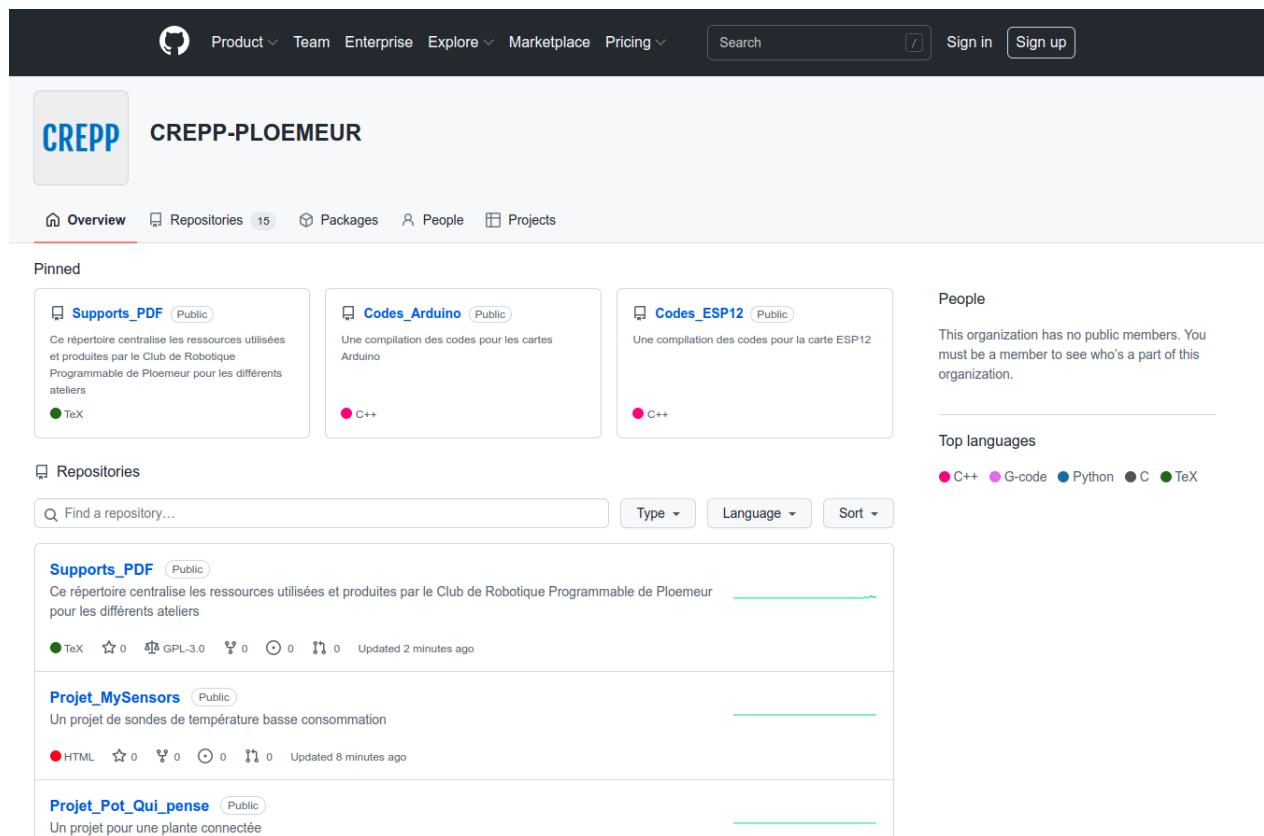 Product Team Enterprise Explore Marketplace Pricing Search / Sign in Sign up
CREPP
CREPP-PLOEMEUR
Overview Repositories 15 Packages People Projects
Pinned
Supports_PDF Public
Ce répertoire centralise les ressources utilisées
et produites par le Club de Robotique
Programmable de Ploemeur pour les différents
ateliers
TeX
Codes_Arduino Public
Une compilation des codes pour les cartes
Arduino
C++
Codes_ESP12 Public
Une compilation des codes pour la carte ESP12
C++
People
This organization has no public members. You
must be a member to see who's a part of this
organization.
Top languages
C++ G-code Python C TeX
Repositories
Find a repository... Type Language Sort
Supports_PDF Public
Ce répertoire centralise les ressources utilisées et produites par le Club de Robotique Programmable de Ploemeur
pour les différents ateliers
TeX 0 GPL-3.0 0 0 0 Updated 2 minutes ago
Projet_MySensors Public
Un projet de sondes de température basse consommation
HTML 0 0 0 0 Updated 8 minutes ago
Projet_Pot_Qui_pense Public
Un projet pour une plante connectée